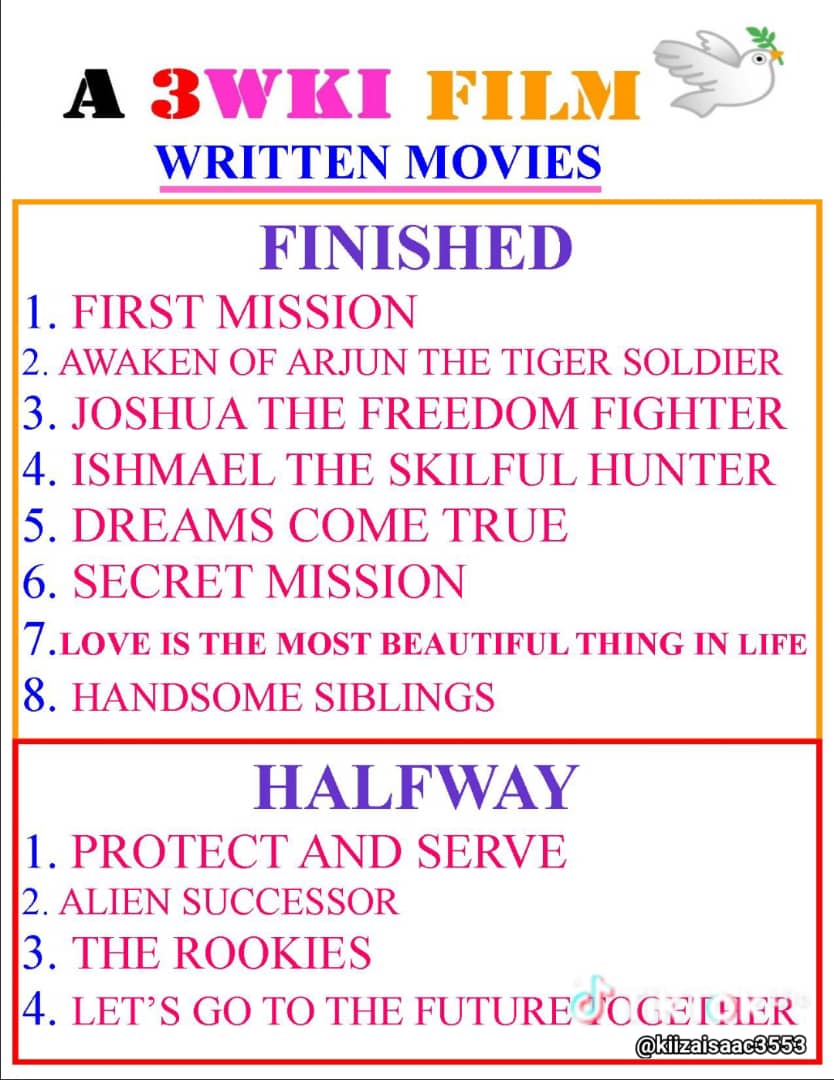 A 3WKI FILM
WRITTEN MOVIES
FINISHED
1. FIRST MISSION
2. AWAKEN OF ARJUN THE TIGER SOLDIER
3. JOSHUA THE FREEDOM FIGHTER
4. ISHMAEL THE SKILFUL HUNTER
5. DREAMS COME TRUE
6. SECRET MISSION
7.LOVE IS THE MOST BEAUTIFUL THING IN LIFE
8. HANDSOME SIBLINGS
HALFWAY
1. PROTECT AND SERVE
2. ALIEN SUCCESSOR
3. THE ROOKIES
4. LET’S GO TO THE FUTURE TOGETHER
@kiizaisaac3553